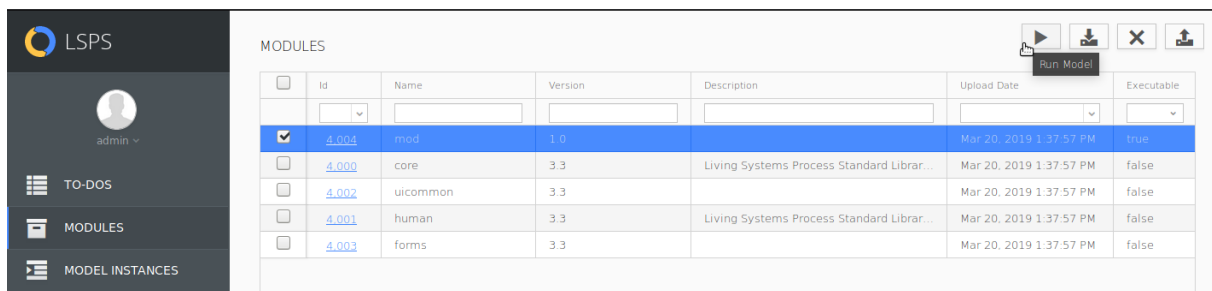 LSPS
MODULES
Run Model
admin
TO-DOS
MODULES
MODEL INSTANCES
Id Name Version Description Upload Date Executable
4.004 mod 1.0 Mar 20, 2019 1:37:57 PM true
4.000 core 3.3 Living Systems Process Standard Librar... Mar 20, 2019 1:37:57 PM false
4.002 uicommon 3.3 Mar 20, 2019 1:37:57 PM false
4.001 human 3.3 Living Systems Process Standard Librar... Mar 20, 2019 1:37:57 PM false
4.003 forms 3.3 Mar 20, 2019 1:37:57 PM false